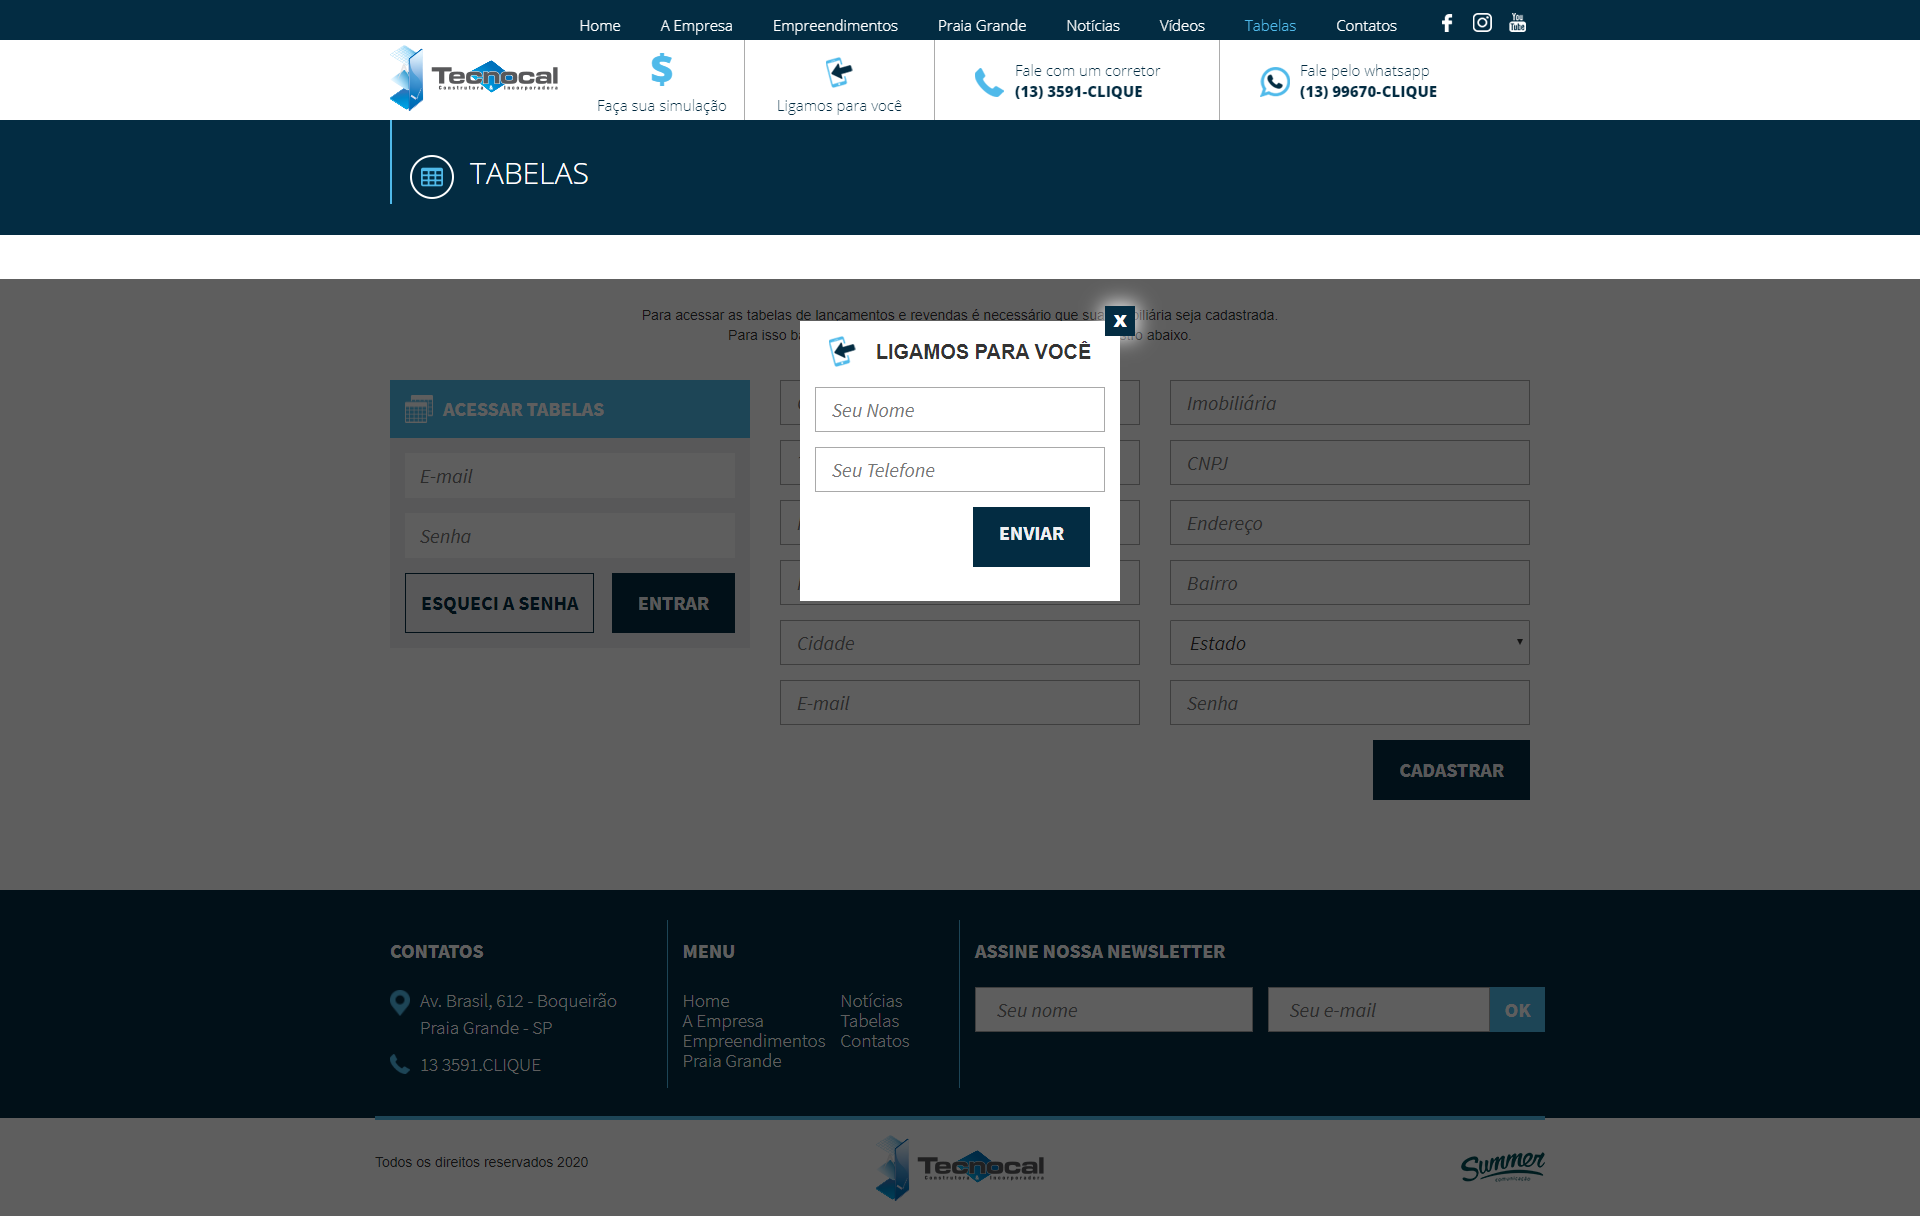 Home A Empresa Empreendimentos Praia Grande Notícias Vídeos Tabelas Contatos You Tube
Tecnocal
Construtora & Incorporadora
$
Faça sua simulação
Ligamos para você
Fale com um corretor
(13) 3591-CLIQUE
Fale pelo whatsapp
(13) 99670-CLIQUE
TABELAS
Para acessar as tabelas de lançamentos e revendas é necessário que sua
iliária seja cadastrada.
Para isso
abaixo.
x
LIGAMOS PARA VOCÊ
Seu Nome
Seu Telefone
ENVIAR
ACESSAR TABELAS
E-mail
Senha
ESQUECI A SENHA
ENTRAR
Imobiliária
CNPJ
Endereço
Bairro
Cidade
Estado
E-mail
Senha
CADASTRAR
CONTATOS
Av. Brasil, 612 - Boqueirão
Praia Grande - SP
13 3591.CLIQUE
MENU
Home
A Empresa
Empreendimentos
Praia Grande
Notícias
Tabelas
Contatos
ASSINE NOSSA NEWSLETTER
Seu nome
Seu e-mail
OK
Todos os direitos reservados 2020
Tecnocal
Construtora & Incorporadora
Summer
COMUNICAÇÃO